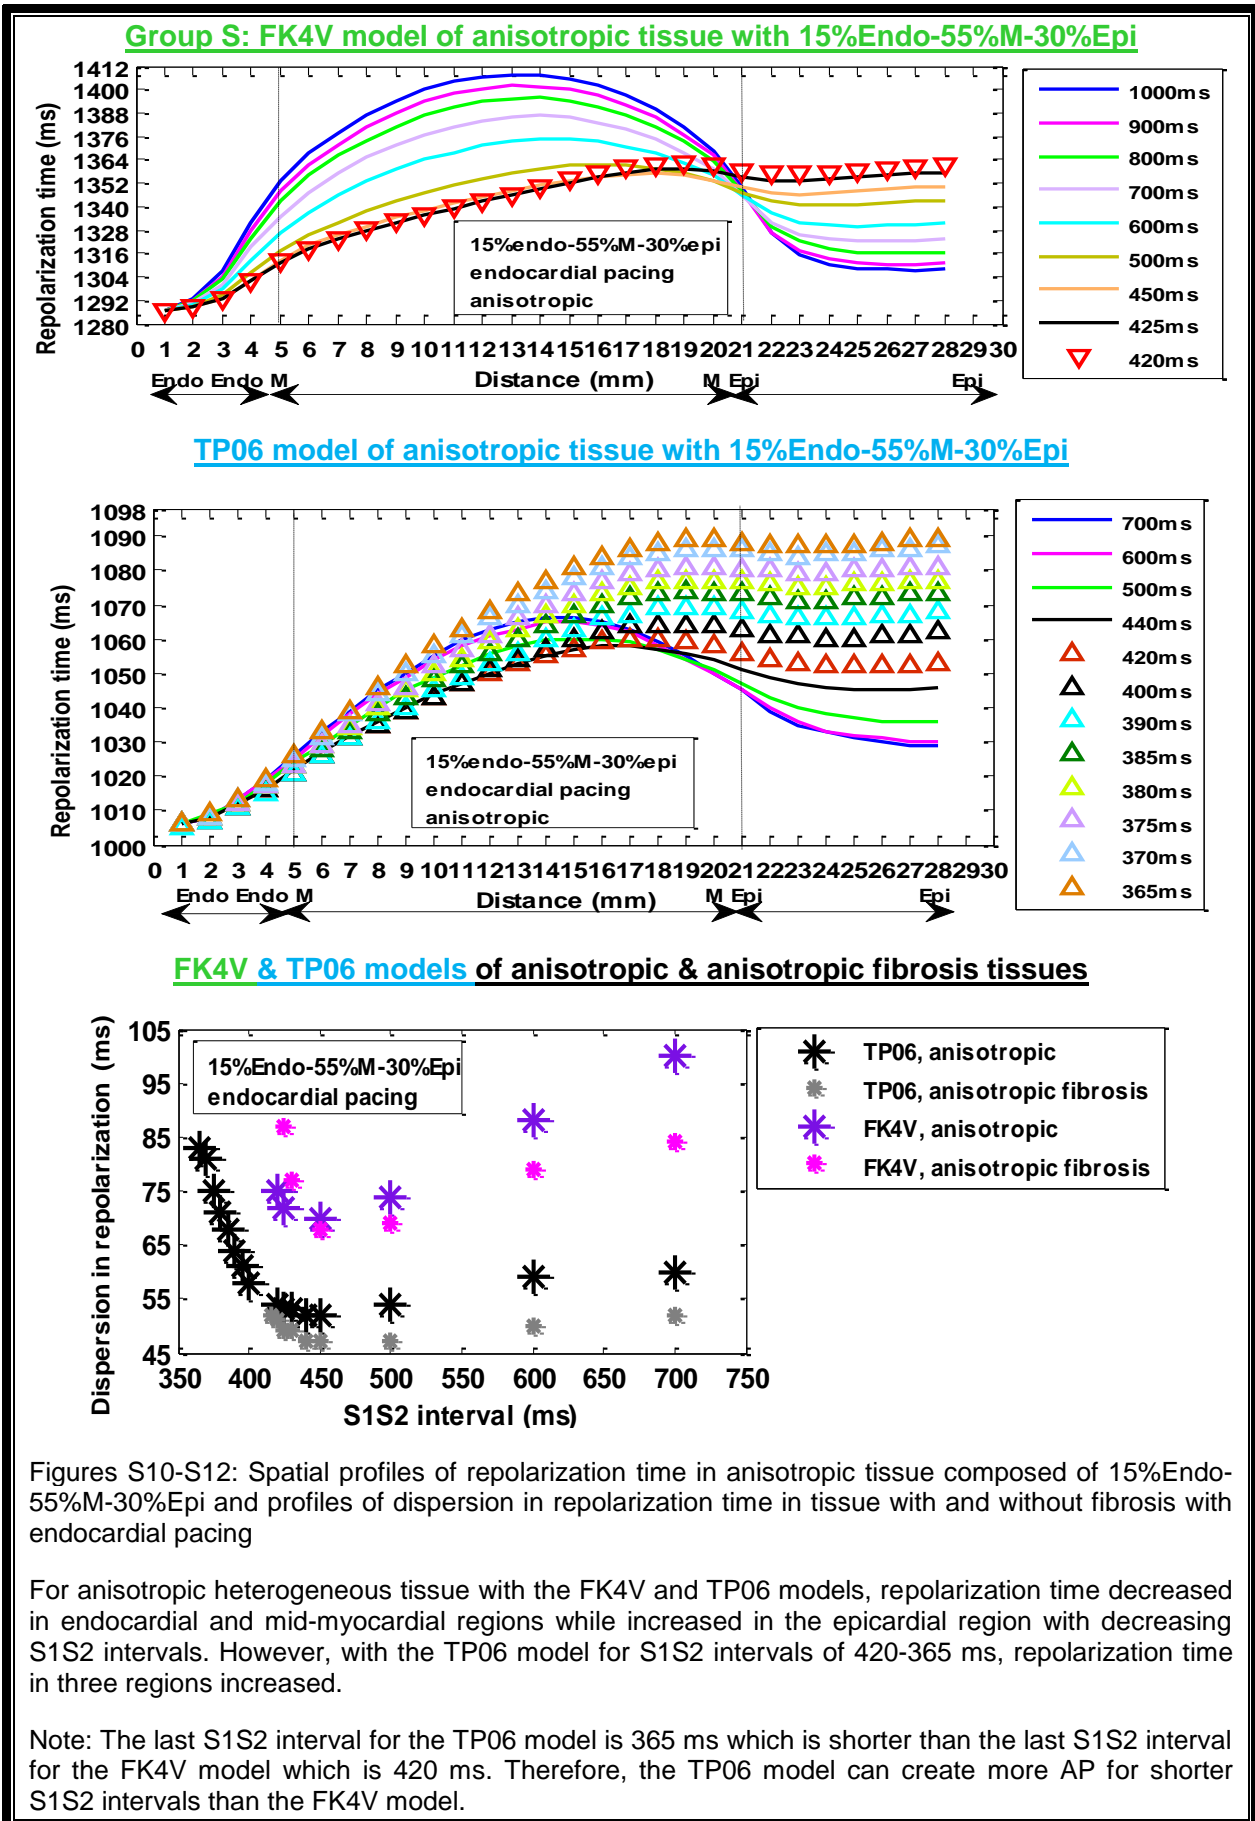 Group S: FK4V model of anisotropic tissue with 15%Endo-55%M-30%Epi
Repolarization time (ms)
1412
1400
1388
1376
1364
1352
1340
1328
1316
1304
1292
1280
15%endo-55%M-30%epi
endocardial pacing
anisotropic
0 1 2 3 4 5 6 7 8 9 10 11 12 13 14 15 16 17 18 19 20 21 22 23 24 25 26 27 28 29 30
Endo Endo M Distance (mm) M Epi Epi
1000ms
900ms
800ms
700ms
600ms
500ms
450ms
425ms
420ms
TP06 model of anisotropic tissue with 15%Endo-55%M-30%Epi
Repolarization time (ms)
1098
1090
1080
1070
1060
1050
1040
1030
1020
1010
1000
15%endo-55%M-30%epi
endocardial pacing
anisotropic
0 1 2 3 4 5 6 7 8 9 10 11 12 13 14 15 16 17 18 19 20 21 22 23 24 25 26 27 28 29 30
Endo Endo M Distance (mm) M Epi Epi
700ms
600ms
500ms
440ms
420ms
400ms
390ms
385ms
380ms
375ms
370ms
365ms
FK4V & TP06 models of anisotropic & anisotropic fibrosis tissues
Dispersion in repolarization (ms)
105
95
85
75
65
55
45
15%Endo-55%M-30%Epi
endocardial pacing
350 400 450 500 550 600 650 700 750
S1S2 interval (ms)
TP06, anisotropic
TP06, anisotropic fibrosis
FK4V, anisotropic
FK4V, anisotropic fibrosis
Figures S10-S12: Spatial profiles of repolarization time in anisotropic tissue composed of 15%Endo-
55%M-30%Epi and profiles of dispersion in repolarization time in tissue with and without fibrosis with
endocardial pacing
For anisotropic heterogeneous tissue with the FK4V and TP06 models, repolarization time decreased
in endocardial and mid-myocardial regions while increased in the epicardial region with decreasing
S1S2 intervals. However, with the TP06 model for S1S2 intervals of 420-365 ms, repolarization time
in three regions increased.
Note: The last S1S2 interval for the TP06 model is 365 ms which is shorter than the last S1S2 interval
for the FK4V model which is 420 ms. Therefore, the TP06 model can create more AP for shorter
S1S2 intervals than the FK4V model.